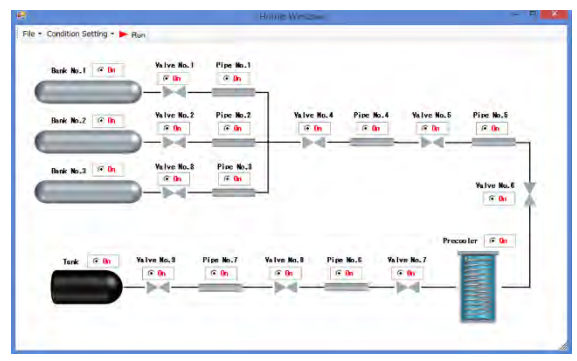 Home Window
File Condition Setting Run
Bank No.1 On Valve No.1 On Pipe No.1 On
Bank No.2 On Valve No.2 On Pipe No.2 On Valve No.4 On Pipe No.4 On Valve No.5 On Pipe No.5 On
Bank No.3 On Valve No.3 On Pipe No.3 On
Valve No.6 On
Precooler On
Tank On Valve No.9 On Pipe No.7 On Valve No.8 On Pipe No.6 On Valve No.7 On